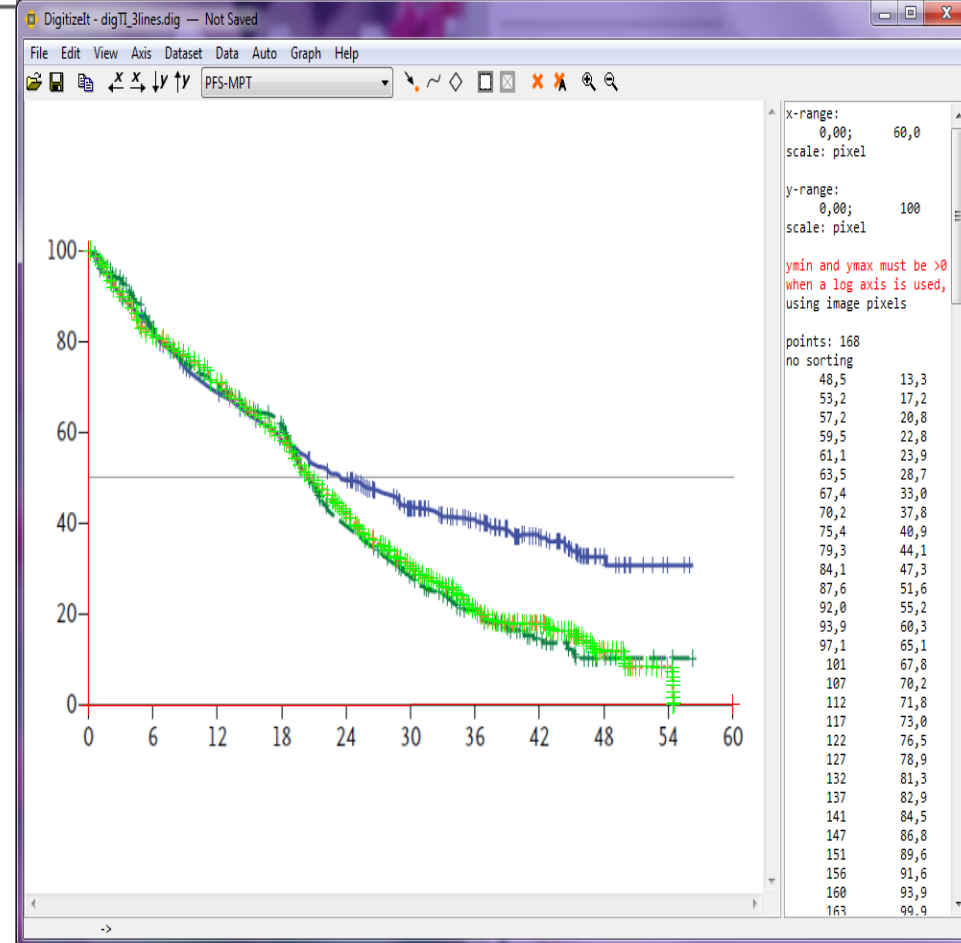 DigitizeIt - digTI_3lines.dig — Not Saved
File Edit View Axis Dataset Data Auto Graph Help
x x y y PFS-MPT A
x-range:
0,00; 60,0
scale: pixel
y-range:
0,00; 100
scale: pixel
ymin and ymax must be >0
when a log axis is used,
using image pixels
points: 168
no sorting
48,5 13,3
53,2 17,2
57,2 20,8
59,5 22,8
61,1 23,9
63,5 28,7
67,4 33,0
70,2 37,8
75,4 40,9
79,3 44,1
84,1 47,3
87,6 51,6
92,0 55,2
93,9 60,3
97,1 65,1
101 67,8
107 70,2
112 71,8
117 73,0
122 76,5
127 78,9
132 81,3
137 82,9
141 84,5
147 86,8
151 89,6
156 91,6
160 93,9
163 99,9
100
80
60
40
20
0
0 6 12 18 24 30 36 42 48 54 60
->